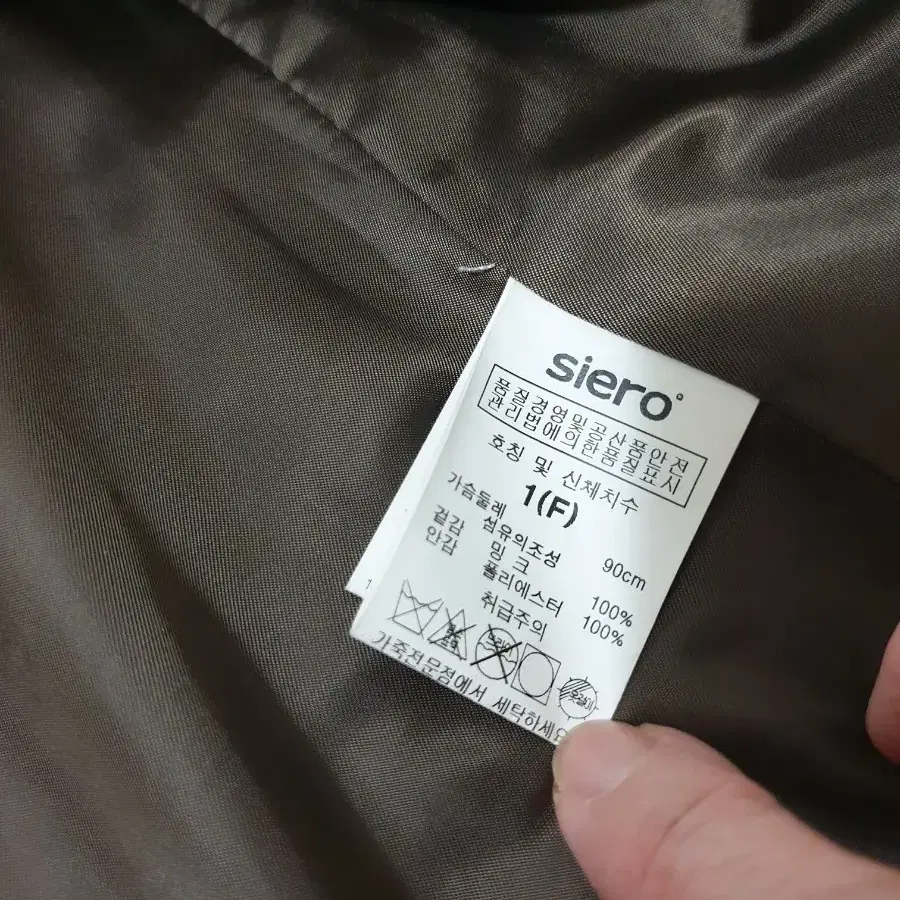 siero
품질경영및공산품안전
관리법에의한품질표시
호칭 및 신체치수
1(F)
가슴둘레 90cm
섬유의조성
겉감 밍 크 100%
안감 폴리에스터 100%
취급주의
옷걸이
가죽전문점에서 세탁하세요